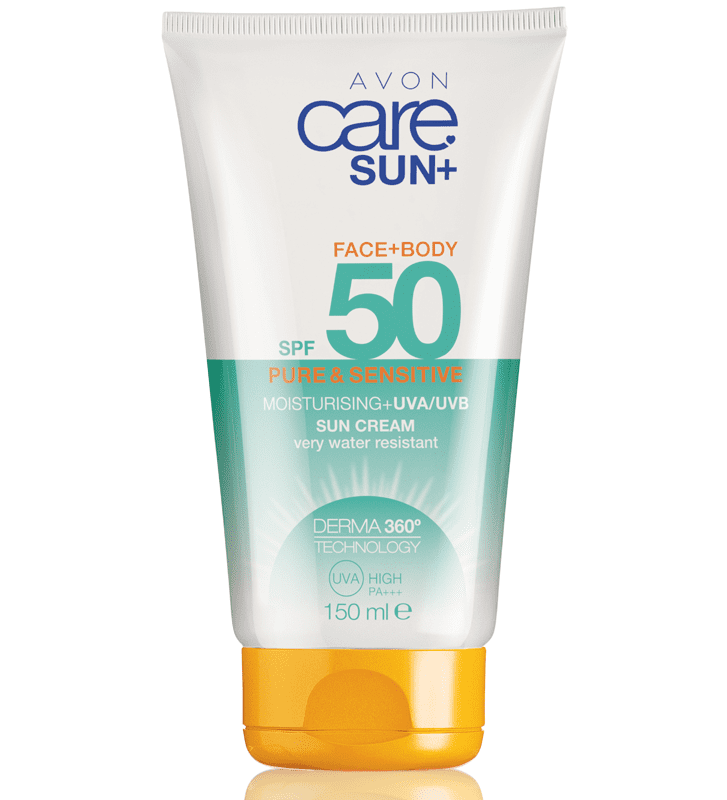 AVON
care
SUN+
FACE+BODY
SPF 50
PURE & SENSITIVE
MOISTURISING+UVA/UVB
SUN CREAM
very water resistant
DERMA 360º
TECHNOLOGY
UVA HIGH
PA+++
150 ml e